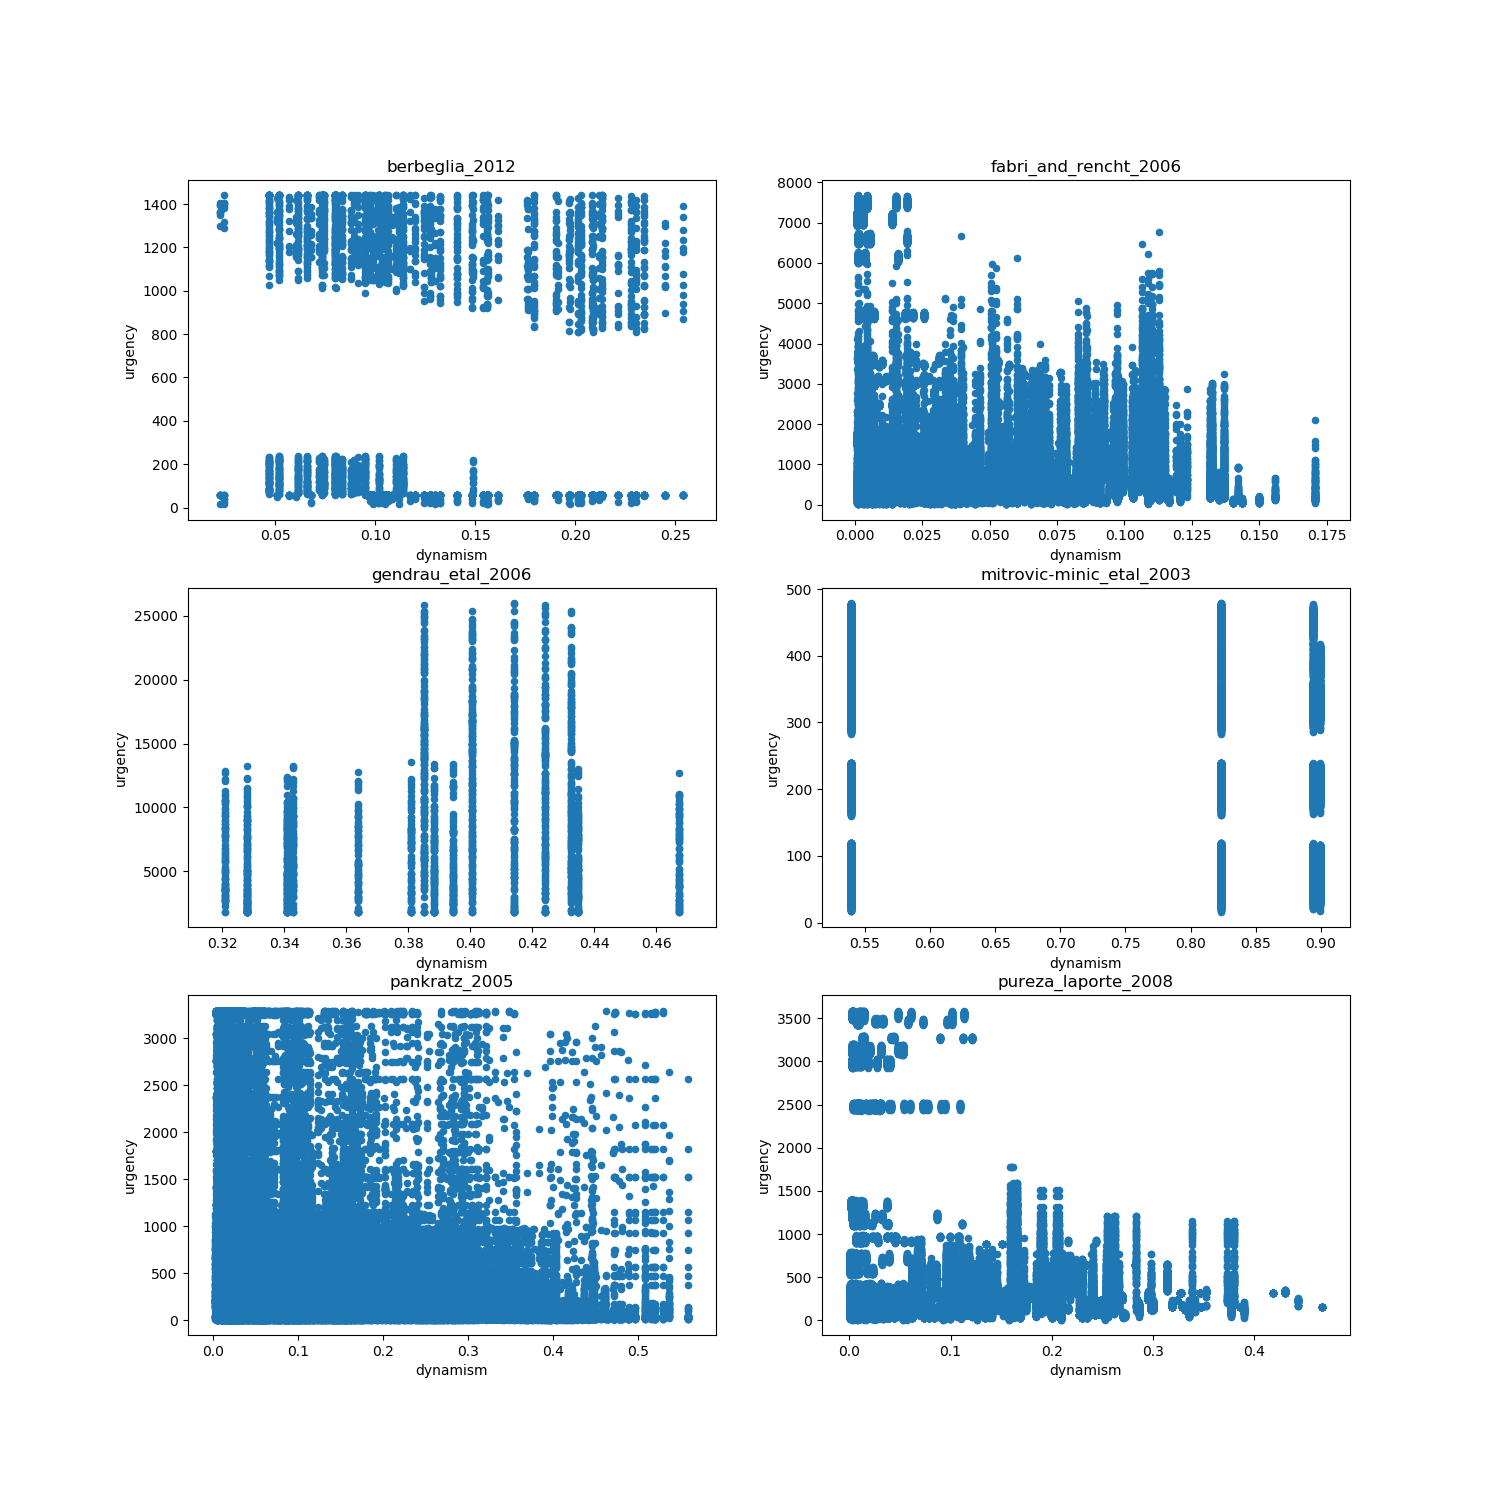 berbeglia_2012
1400
1200
1000
800
600
400
200
0
urgency
0.05 0.10 0.15 0.20 0.25
dynamism
fabri_and_rencht_2006
8000
7000
6000
5000
4000
3000
2000
1000
0
urgency
0.000 0.025 0.050 0.075 0.100 0.125 0.150 0.175
dynamism
gendrau_etal_2006
25000
20000
15000
10000
5000
urgency
0.32 0.34 0.36 0.38 0.40 0.42 0.44 0.46
dynamism
mitrovic-minic_etal_2003
500
400
300
200
100
0
urgency
0.55 0.60 0.65 0.70 0.75 0.80 0.85 0.90
dynamism
pankratz_2005
3000
2500
2000
1500
1000
500
0
urgency
0.0 0.1 0.2 0.3 0.4 0.5
dynamism
pureza_laporte_2008
3500
3000
2500
2000
1500
1000
500
0
urgency
0.0 0.1 0.2 0.3 0.4
dynamism